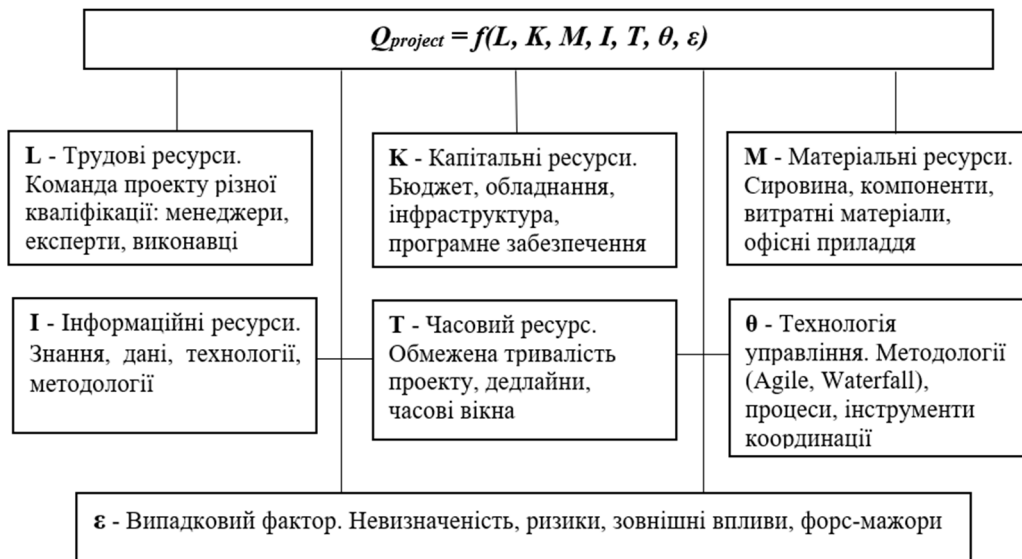 Qproject = f(L, K, M, I, T, θ, ε)
L - Трудові ресурси.
Команда проекту різної
кваліфікації: менеджери,
експерти, виконавці
K - Капітальні ресурси.
Бюджет, обладнання,
інфраструктура,
програмне забезпечення
M - Матеріальні ресурси.
Сировина, компоненти,
витратні матеріали,
офісні приладдя
I - Інформаційні ресурси.
Знання, дані, технології,
методології
T - Часовий ресурс.
Обмежена тривалість
проекту, дедлайни,
часові вікна
θ - Технологія
управління. Методології
(Agile, Waterfall),
процеси, інструменти
координації
ε - Випадковий фактор. Невизначеність, ризики, зовнішні впливи, форс-мажори